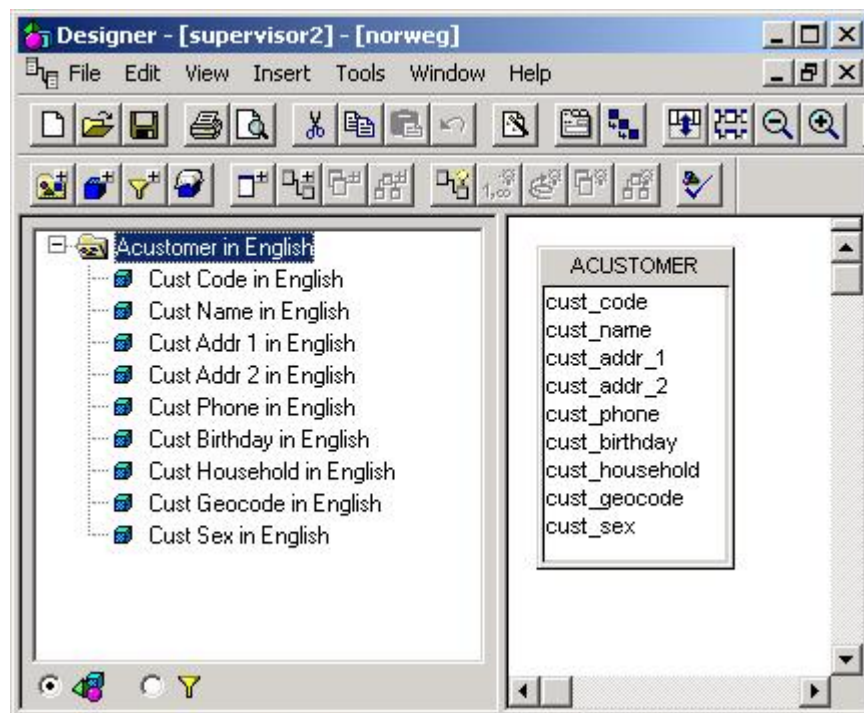 Designer - [supervisor2] - [norweg]
File Edit View Insert Tools Window Help
1,∞
Acustomer in English
Cust Code in English
Cust Name in English
Cust Addr 1 in English
Cust Addr 2 in English
Cust Phone in English
Cust Birthday in English
Cust Household in English
Cust Geocode in English
Cust Sex in English
ACUSTOMER
cust_code
cust_name
cust_addr_1
cust_addr_2
cust_phone
cust_birthday
cust_household
cust_geocode
cust_sex